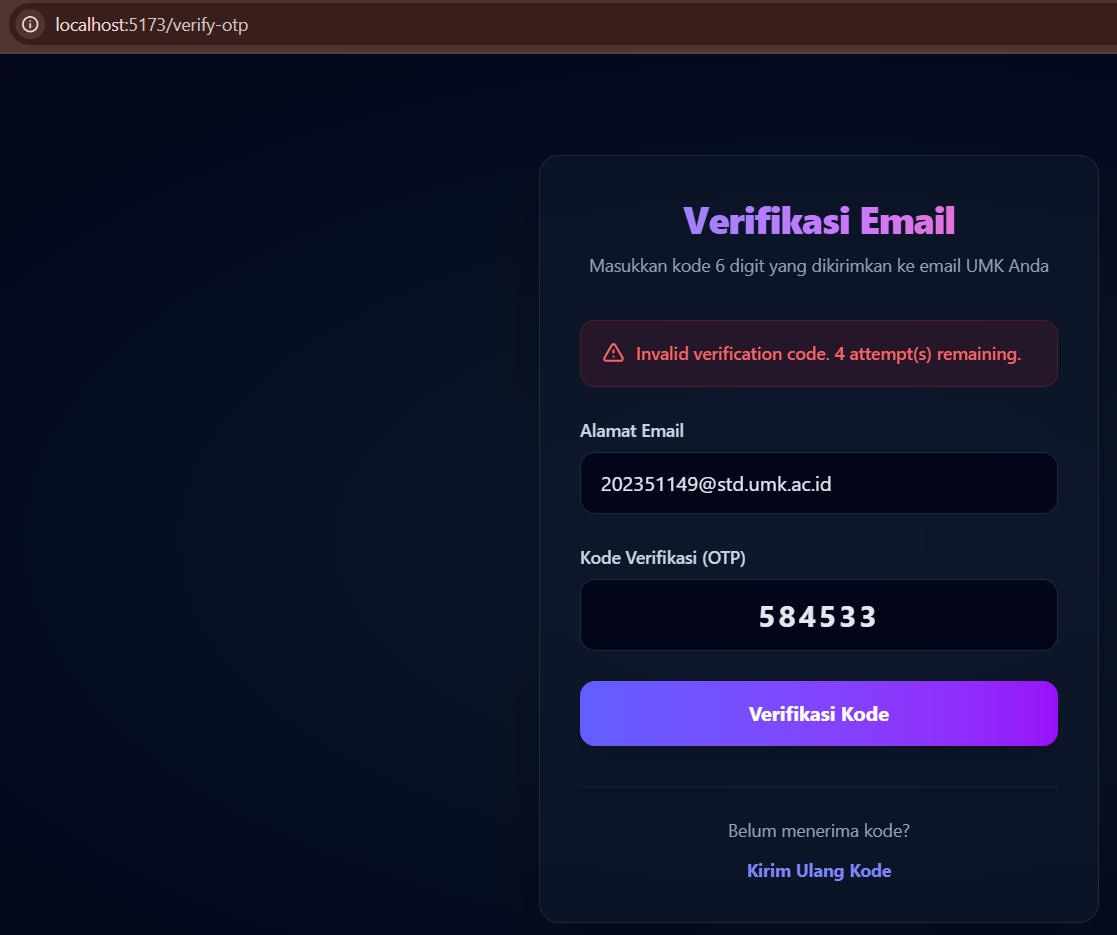 localhost:5173/verify-otp
Verifikasi Email
Masukkan kode 6 digit yang dikirimkan ke email UMK Anda
Invalid verification code. 4 attempt(s) remaining.
Alamat Email
202351149@std.umk.ac.id
Kode Verifikasi (OTP)
584533
Verifikasi Kode
Belum menerima kode?
Kirim Ulang Kode